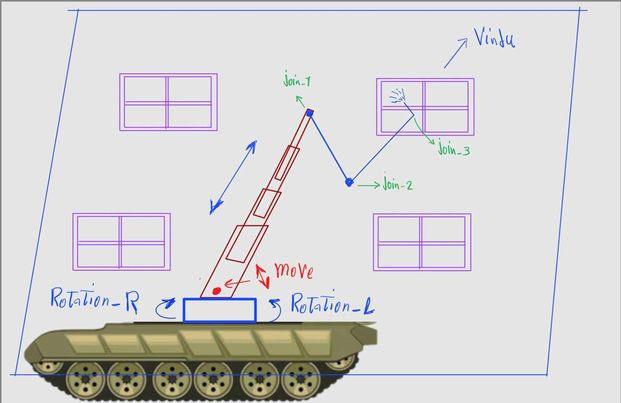 Vindu
join_1
join_3
join_2
move
Rotation_R
Rotation_L